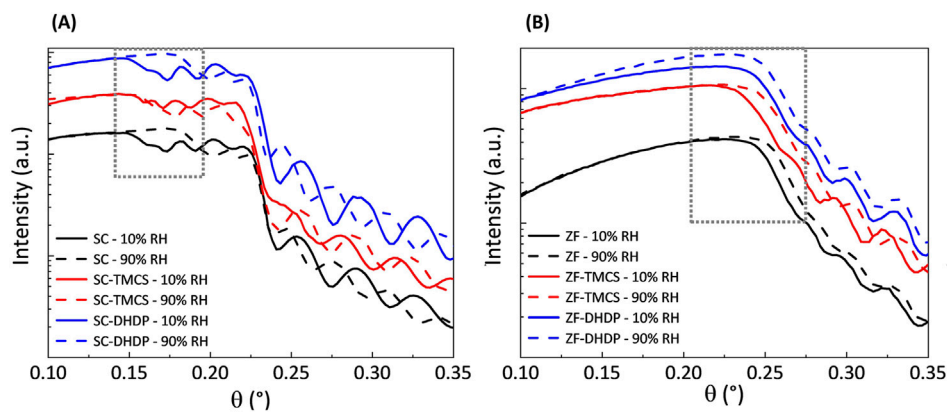 (A)
Intensity (a.u.)
SC - 10% RH
SC - 90% RH
SC-TMCS - 10% RH
SC-TMCS - 90% RH
SC-DHDP - 10% RH
SC-DHDP - 90% RH
0.10 0.15 0.20 0.25 0.30 0.35
θ (°)
(B)
Intensity (a.u.)
ZF - 10% RH
ZF - 90% RH
ZF-TMCS - 10% RH
ZF-TMCS - 90% RH
ZF-DHDP - 10% RH
ZF-DHDP - 90% RH
0.10 0.15 0.20 0.25 0.30 0.35
θ (°)